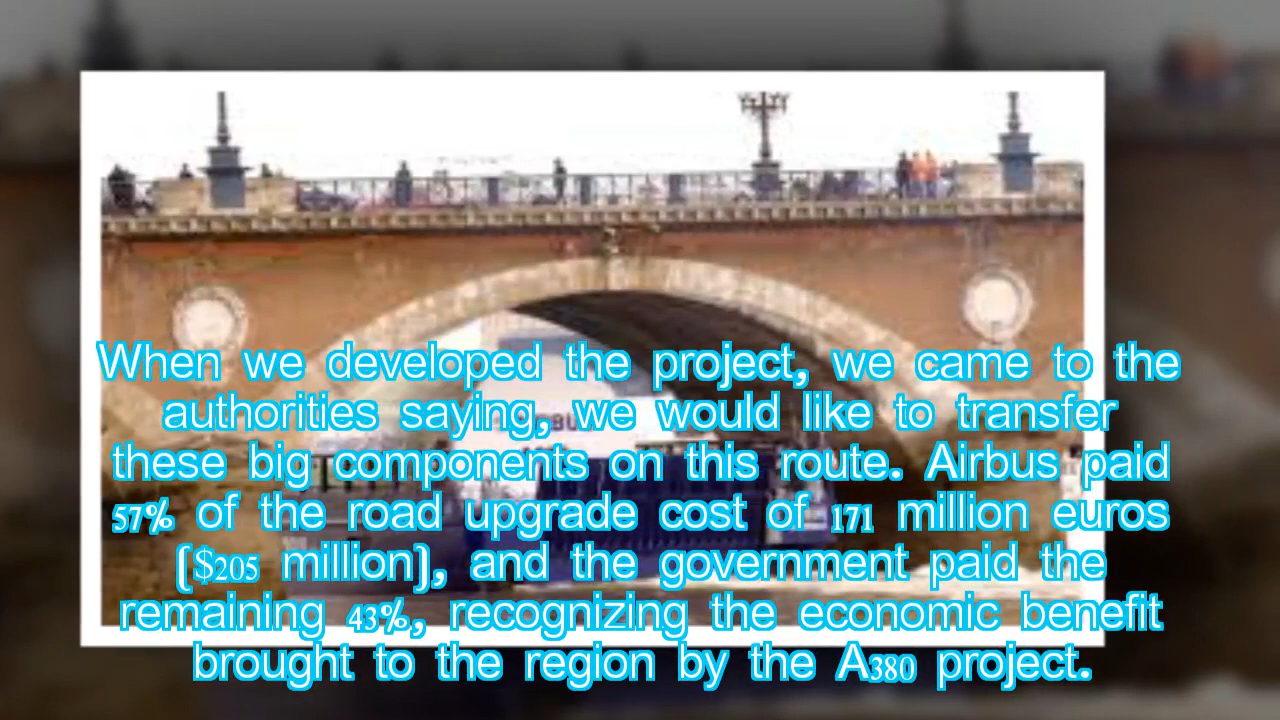 When we developed the project, we came to the
authorities saying, we would like to transfer
these big components on this route. Airbus paid
57% of the road upgrade cost of 171 million euros
($205 million), and the government paid the
remaining 43%, recognizing the economic benefit
brought to the region by the A380 project.